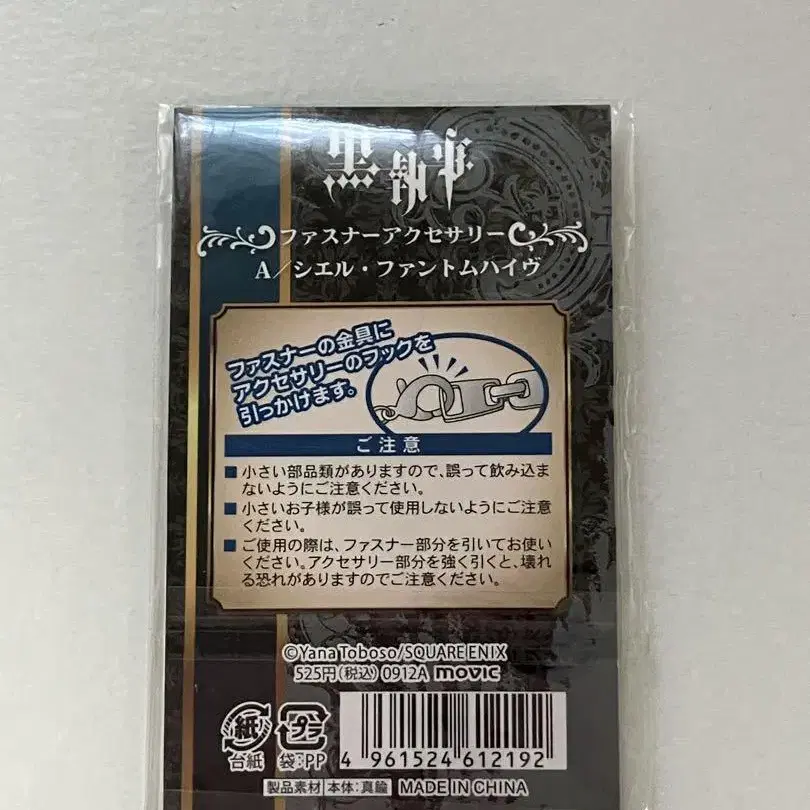 黒執事
ファスナーアクセサリー
A／シエル・ファントムハイヴ
ファスナーの金具に
アクセサリーのフックを
引っかけます。
ご注意
■ 小さい部品類がありますので、誤って飲み込ま
ないようにご注意ください。
■ 小さいお子様が誤って使用しないようにご注意
ください。
■ ご使用の際は、ファスナー部分を引いてお使い
ください。アクセサリー部分を強く引くと、壊れ
る恐れがありますのでご注意ください。
©Yana Toboso/SQUARE ENIX
525円(税込) 0912A movic
紙 プラ
台紙 袋:PP
4 961524 612192
製品素材 本体:真鍮 MADE IN CHINA